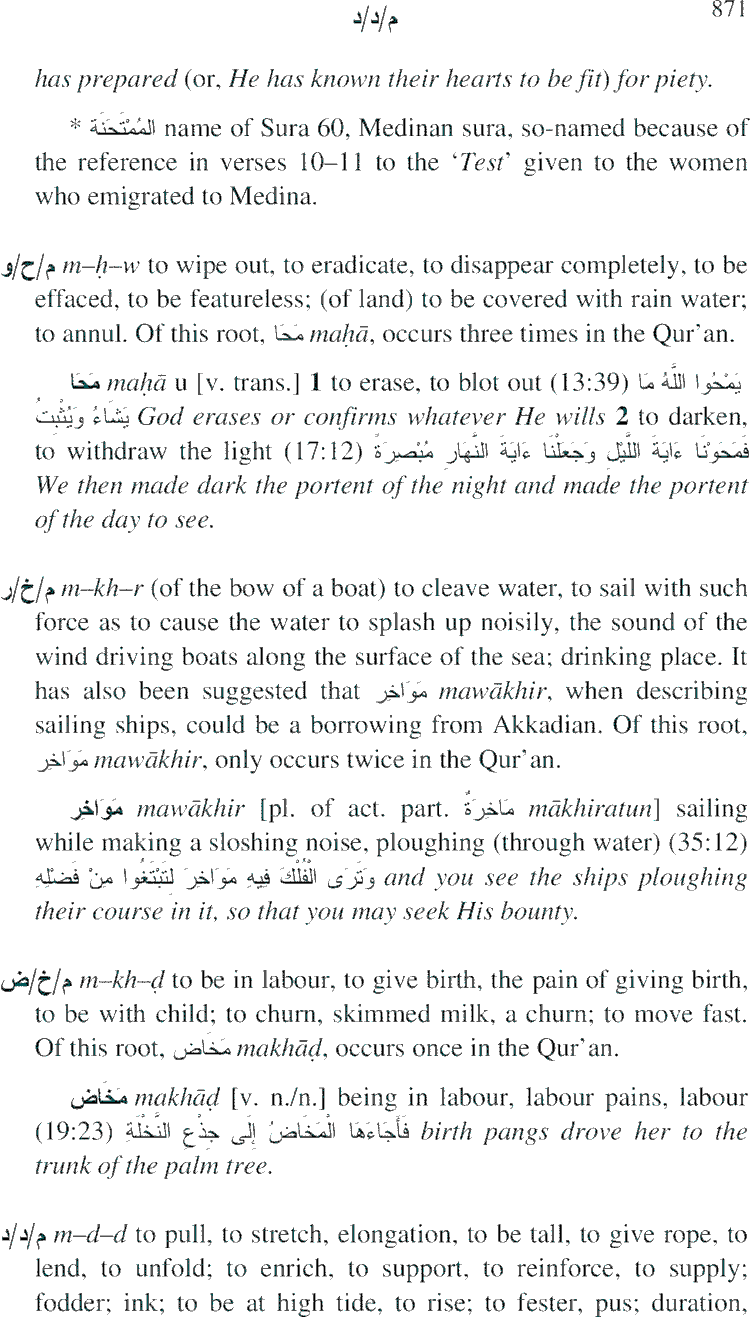 م/د/د 871
has prepared (or, He has known their hearts to be fit) for piety.
* المُمْتَحَنَة name of Sura 60, Medinan sura, so-named because of
the reference in verses 10–11 to the ‘Test’ given to the women
who emigrated to Medina.
م/ح/و m–ḥ–w to wipe out, to eradicate, to disappear completely, to be
effaced, to be featureless; (of land) to be covered with rain water;
to annul. Of this root, مَحَا maḥā, occurs three times in the Qur’an.
مَحَا maḥā u [v. trans.] 1 to erase, to blot out (13:39) يَمْحُوا اللَّهُ مَا
يَشَاءُ وَيُثْبِتُ God erases or confirms whatever He wills 2 to darken,
to withdraw the light (17:12) فَمَحَوْنَا ءَايَةَ اللَّيْلِ وَجَعَلْنَا ءَايَةَ النَّهَارِ مُبْصِرَةً
We then made dark the portent of the night and made the portent
of the day to see.
م/خ/ر m–kh–r (of the bow of a boat) to cleave water, to sail with such
force as to cause the water to splash up noisily, the sound of the
wind driving boats along the surface of the sea; drinking place. It
has also been suggested that مَوَاخِر mawākhir, when describing
sailing ships, could be a borrowing from Akkadian. Of this root,
مَوَاخِر mawākhir, only occurs twice in the Qur’an.
مَوَاخِر mawākhir [pl. of act. part. مَاخِرَةٌ mākhiratun] sailing
while making a sloshing noise, ploughing (through water) (35:12)
وَتَرَى الْفُلْكَ فِيهِ مَوَاخِرَ لِتَبْتَغُوا مِنْ فَضْلِهِ and you see the ships ploughing
their course in it, so that you may seek His bounty.
م/خ/ض m–kh–ḍ to be in labour, to give birth, the pain of giving birth,
to be with child; to churn, skimmed milk, a churn; to move fast.
Of this root, مَخَاض makhāḍ, occurs once in the Qur’an.
مَخَاض makhāḍ [v. n./n.] being in labour, labour pains, labour
(19:23) فَأَجَاءَهَا الْمَخَاضُ إِلَى جِذْعِ النَّخْلَةِ birth pangs drove her to the
trunk of the palm tree.
م/د/د m–d–d to pull, to stretch, elongation, to be tall, to give rope, to
lend, to unfold; to enrich, to support, to reinforce, to supply;
fodder; ink; to be at high tide, to rise; to fester, pus; duration,